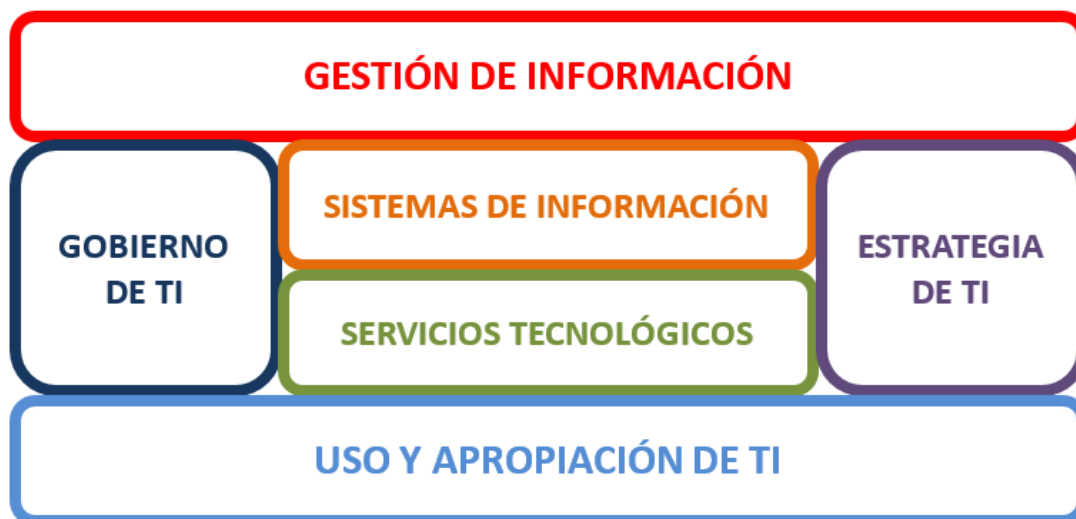 GESTIÓN DE INFORMACIÓN
GOBIERNO
DE TI
SISTEMAS DE INFORMACIÓN
SERVICIOS TECNOLÓGICOS
ESTRATEGIA
DE TI
USO Y APROPIACIÓN DE TI